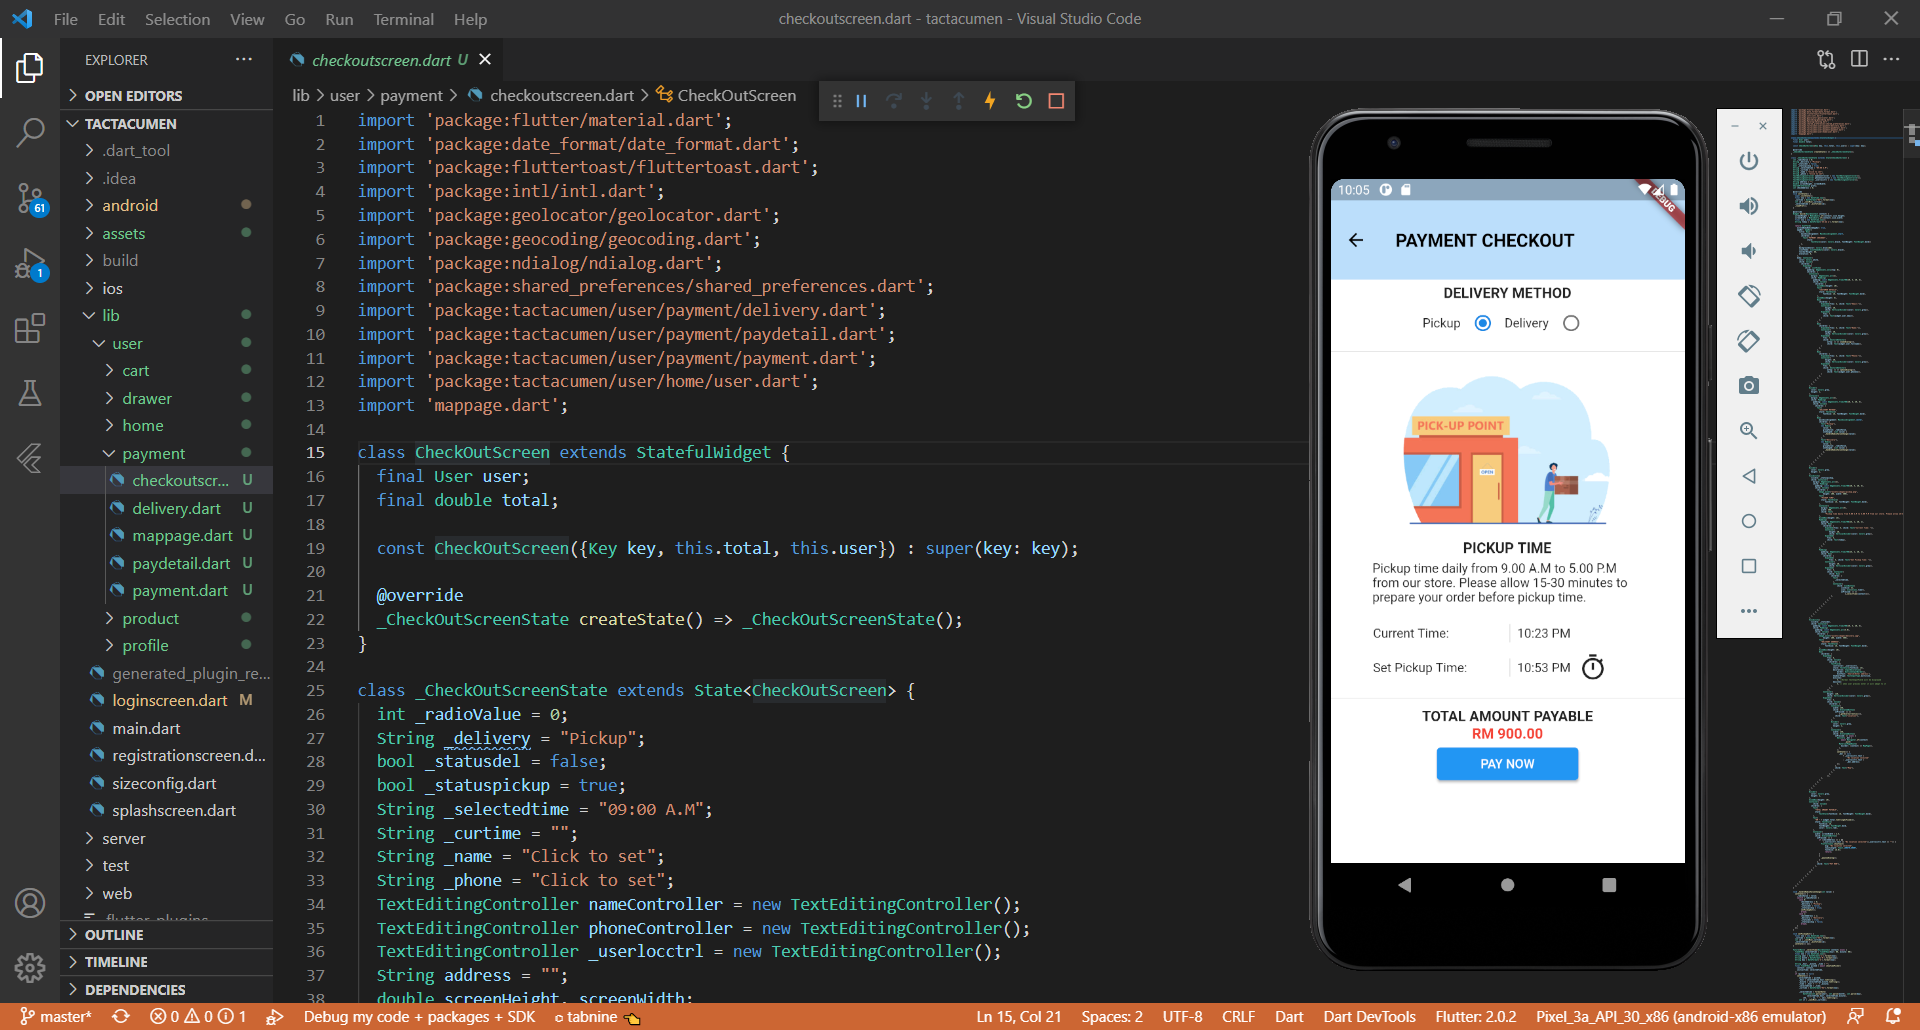 File Edit Selection View Go Run Terminal Help
checkoutscreen.dart - tactacumen - Visual Studio Code
EXPLORER
OPEN EDITORS
TACTACUMEN
.dart_tool
.idea
android
assets
build
ios
lib
user
cart
drawer
home
payment
checkoutscr... U
delivery.dart U
mappage.dart U
paydetail.dart U
payment.dart U
product
profile
generated_plugin_re...
loginscreen.dart M
main.dart
registrationscreen.d...
sizeconfig.dart
splashscreen.dart
server
test
web
.flutter-plugins
OUTLINE
TIMELINE
DEPENDENCIES
61
1
checkoutscreen.dart U
lib > user > payment > checkoutscreen.dart > CheckOutScreen
1 import 'package:flutter/material.dart';
2 import 'package:date_format/date_format.dart';
3 import 'package:fluttertoast/fluttertoast.dart';
4 import 'package:intl/intl.dart';
5 import 'package:geolocator/geolocator.dart';
6 import 'package:geocoding/geocoding.dart';
7 import 'package:ndialog/ndialog.dart';
8 import 'package:shared_preferences/shared_preferences.dart';
9 import 'package:tactacumen/user/payment/delivery.dart';
10 import 'package:tactacumen/user/payment/paydetail.dart';
11 import 'package:tactacumen/user/payment/payment.dart';
12 import 'package:tactacumen/user/home/user.dart';
13 import 'mappage.dart';
14
15 class CheckOutScreen extends StatefulWidget {
16 final User user;
17 final double total;
18
19 const CheckOutScreen({Key key, this.total, this.user}) : super(key: key);
20
21 @override
22 _CheckOutScreenState createState() => _CheckOutScreenState();
23 }
24
25 class _CheckOutScreenState extends State<CheckOutScreen> {
26 int _radioValue = 0;
27 String _delivery = "Pickup";
28 bool _statusdel = false;
29 bool _statuspickup = true;
30 String _selectedtime = "09:00 A.M";
31 String _curtime = "";
32 String _name = "Click to set";
33 String _phone = "Click to set";
34 TextEditingController nameController = new TextEditingController();
35 TextEditingController phoneController = new TextEditingController();
36 TextEditingController _userlocctrl = new TextEditingController();
37 String address = "";
38 double screenHeight, screenWidth;
10:05
DEBUG
PAYMENT CHECKOUT
DELIVERY METHOD
Pickup Delivery
PICK-UP POINT
OPEN
PICKUP TIME
Pickup time daily from 9.00 A.M to 5.00 P.M
from our store. Please allow 15-30 minutes to
prepare your order before pickup time.
Current Time: 10:23 PM
Set Pickup Time: 10:53 PM
TOTAL AMOUNT PAYABLE
RM 900.00
PAY NOW
master* 0 0 1 Debug my code + packages + SDK tabnine Ln 15, Col 21 Spaces: 2 UTF-8 CRLF Dart Dart DevTools Flutter: 2.0.2 Pixel_3a_API_30_x86 (android-x86 emulator)